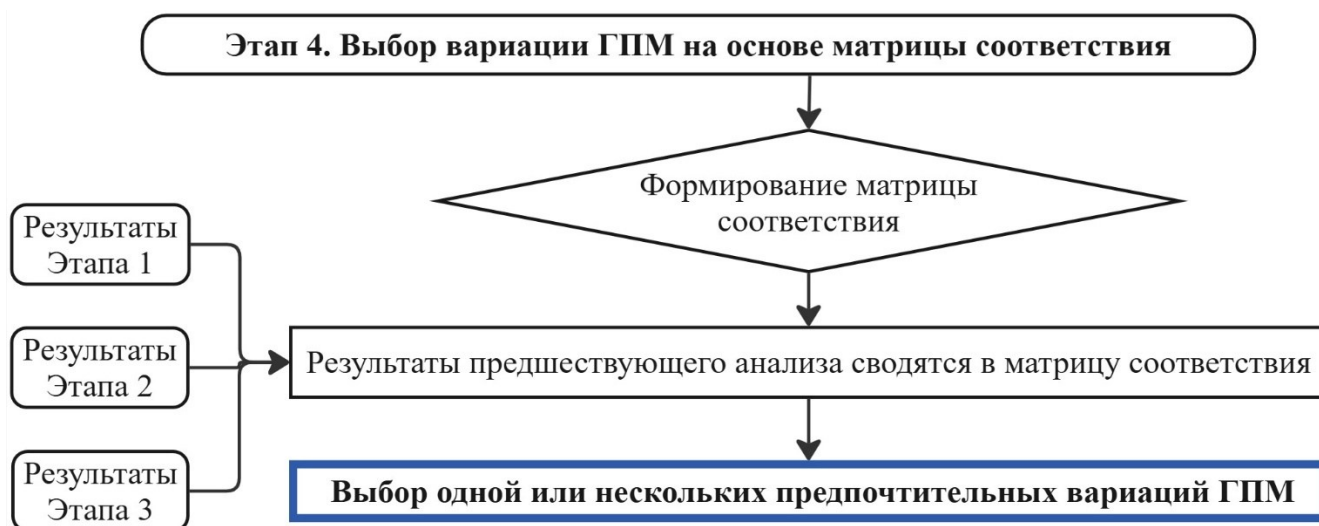 Этап 4. Выбор вариации ГПМ на основе матрицы соответствия
Формирование матрицы
соответствия
Результаты
Этапа 1
Результаты
Этапа 2
Результаты
Этапа 3
Результаты предшествующего анализа сводятся в матрицу соответствия
Выбор одной или нескольких предпочтительных вариаций ГПМ